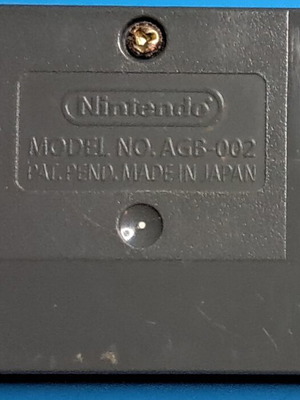 Nintendo
MODEL NO. AGB-002
PAT. PEND. MADE IN JAPAN